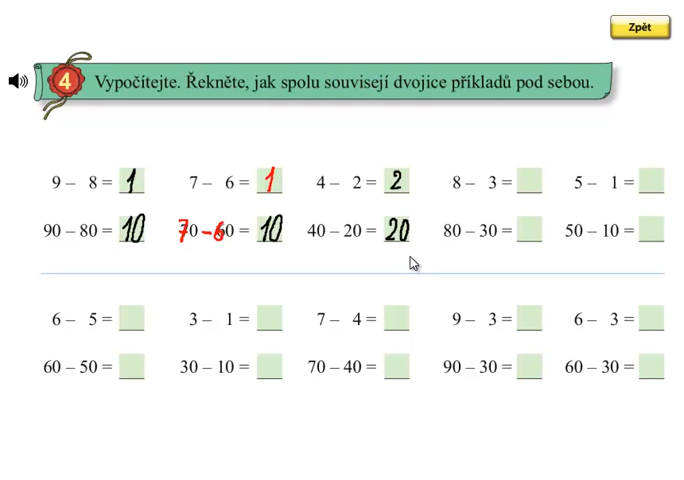 Zpět
4 Vypočítejte. Řekněte, jak spolu souvisejí dvojice příkladů pod sebou.
9 – 8 = 1 7 – 6 = 1 4 – 2 = 2 8 – 3 = 5 – 1 =
90 – 80 = 10 70 – 60 = 10 40 – 20 = 20 80 – 30 = 50 – 10 =
6 – 5 = 3 – 1 = 7 – 4 = 9 – 3 = 6 – 3 =
60 – 50 = 30 – 10 = 70 – 40 = 90 – 30 = 60 – 30 =